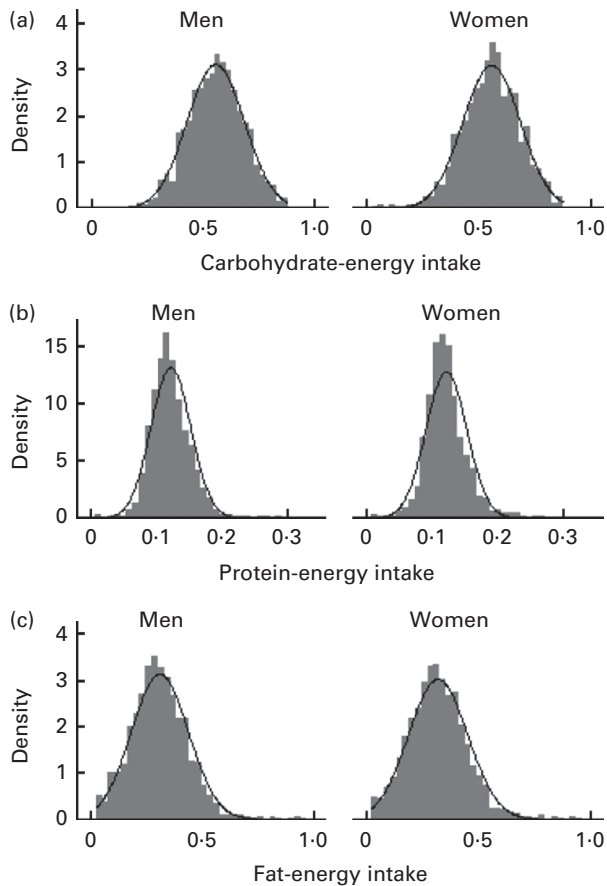 (a)
Men Women
4
3
2
1
0
Density
0 0·5 1·0 0 0·5 1·0
Carbohydrate-energy intake
(b)
Men Women
15
10
5
0
Density
0 0·1 0·2 0·3 0 0·1 0·2 0·3
Protein-energy intake
(c)
Men Women
4
3
2
1
0
Density
0 0·5 1·0 0 0·5 1·0
Fat-energy intake